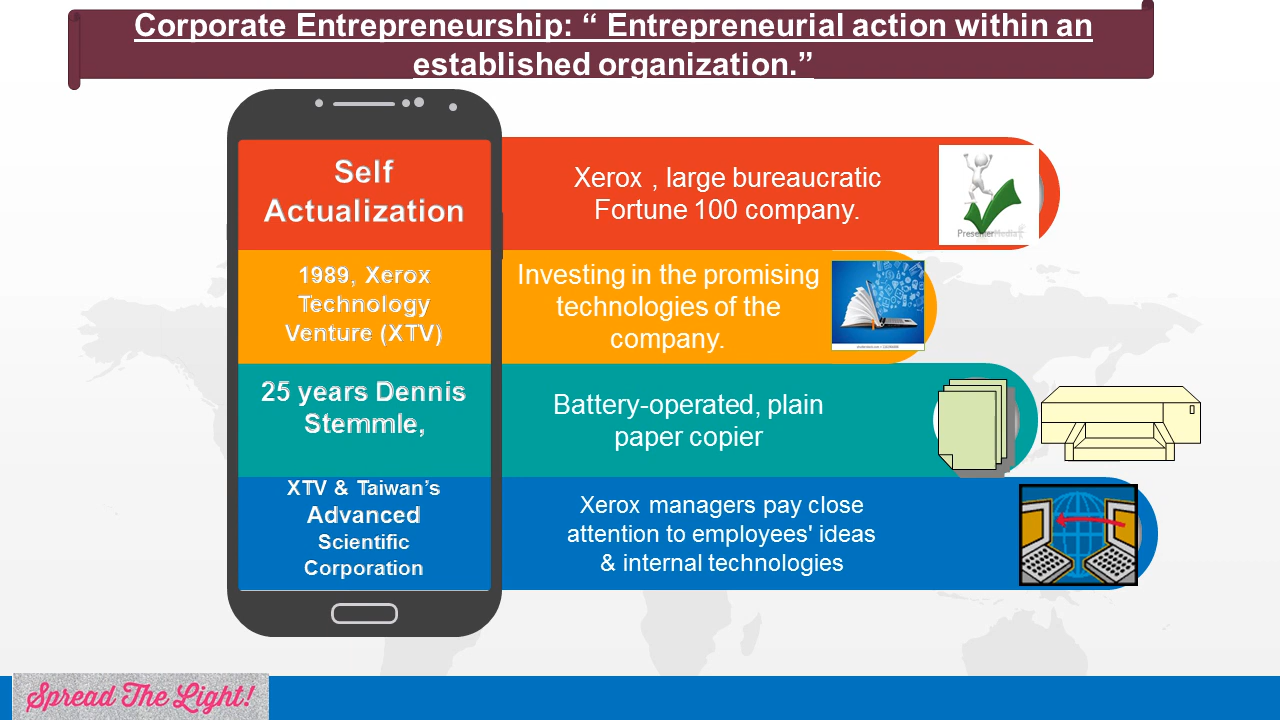 Corporate Entrepreneurship: “ Entrepreneurial action within an
established organization.”
Self
Actualization
Xerox , large bureaucratic
Fortune 100 company.
PresenterMedia
1989, Xerox
Technology
Venture (XTV)
Investing in the promising
technologies of the
company.
25 years Dennis
Stemmle,
Battery-operated, plain
paper copier
XTV & Taiwan’s
Advanced
Scientific
Corporation
Xerox managers pay close
attention to employees' ideas
& internal technologies
Spread The Light!